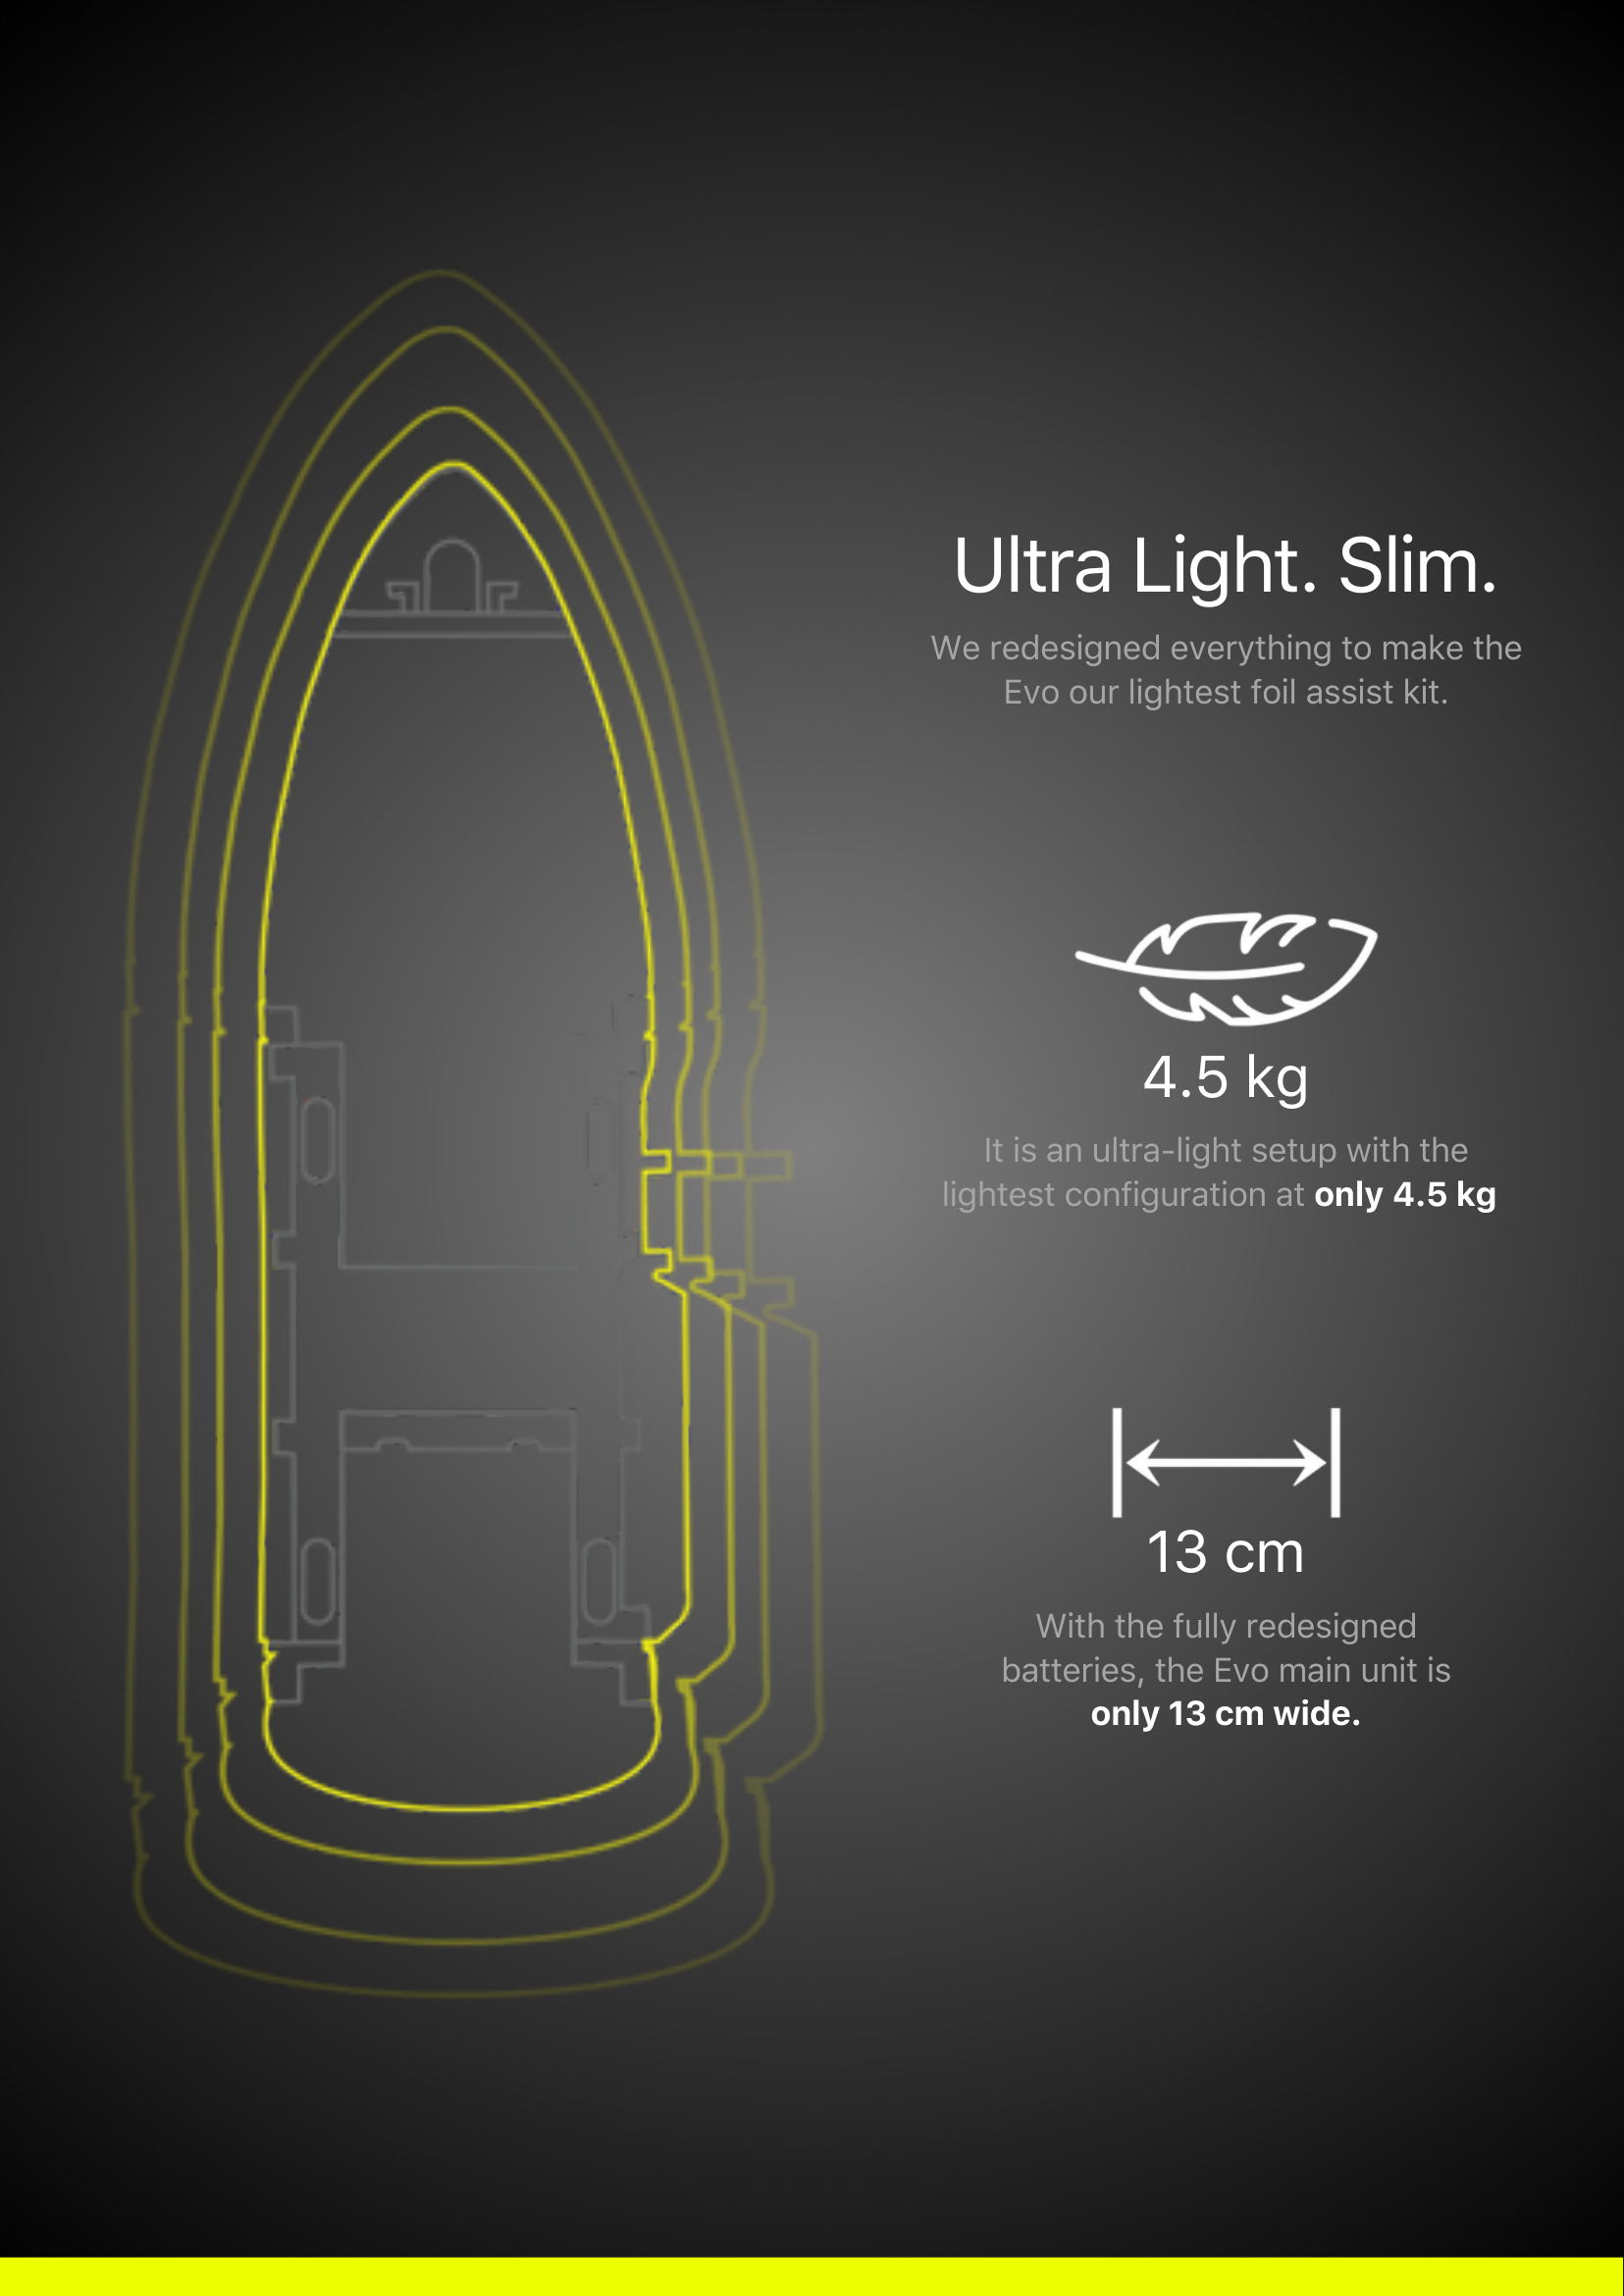 Ultra Light. Slim.
We redesigned everything to make the
Evo our lightest foil assist kit.
4.5 kg
It is an ultra-light setup with the
lightest configuration at only 4.5 kg
13 cm
With the fully redesigned
batteries, the Evo main unit is
only 13 cm wide.